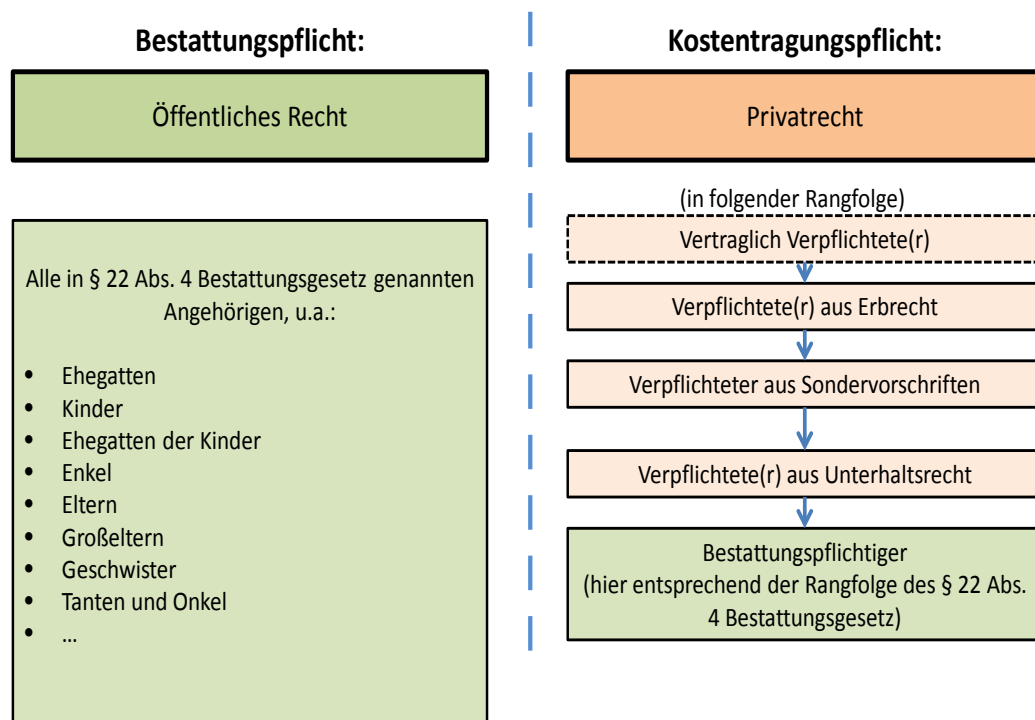 Bestattungspflicht:
Öffentliches Recht
Alle in § 22 Abs. 4 Bestattungsgesetz genannten
Angehörigen, u.a.:
• Ehegatten
• Kinder
• Ehegatten der Kinder
• Enkel
• Eltern
• Großeltern
• Geschwister
• Tanten und Onkel
• ...
Kostentragungspflicht:
Privatrecht
(in folgender Rangfolge)
Vertraglich Verpflichtete(r)
Verpflichtete(r) aus Erbrecht
Verpflichteter aus Sondervorschriften
Verpflichtete(r) aus Unterhaltsrecht
Bestattungspflichtiger
(hier entsprechend der Rangfolge des § 22 Abs.
4 Bestattungsgesetz)